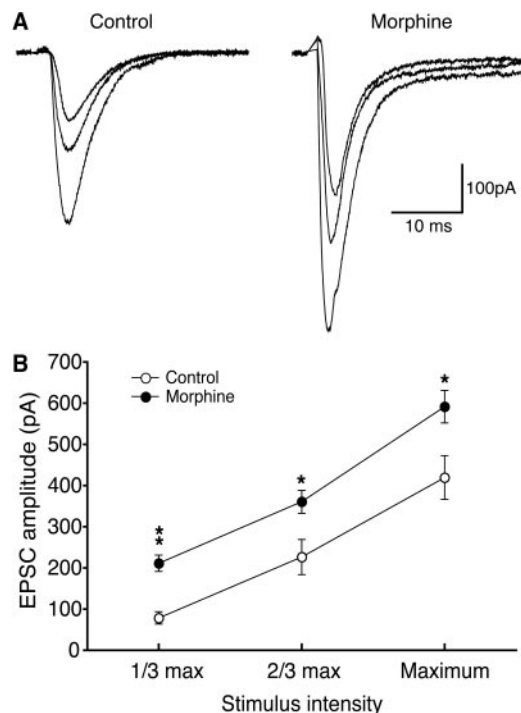 A
Control
Morphine
100pA
10 ms
B
700
600
500
400
300
200
100
0
EPSC amplitude (pA)
Control
Morphine
*
*
*
*
1/3 max
2/3 max
Maximum
Stimulus intensity